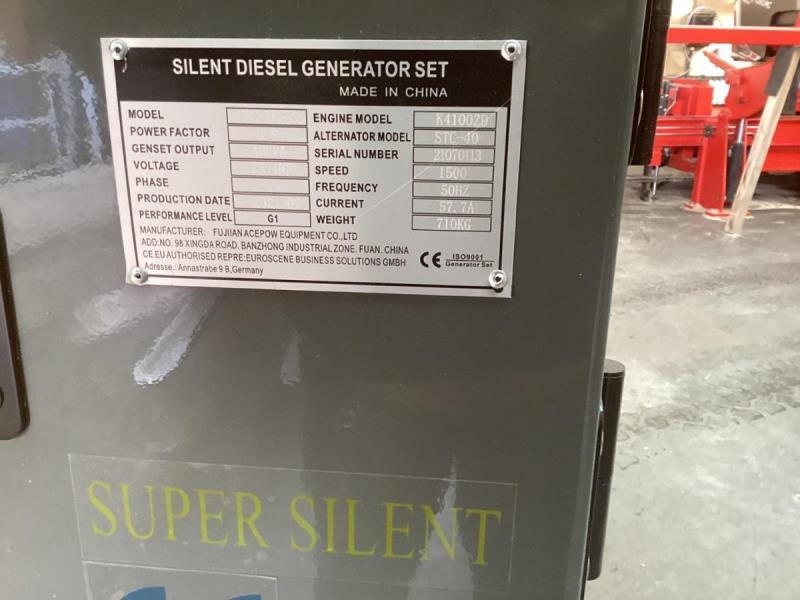 SILENT DIESEL GENERATOR SET
MADE IN CHINA
MODEL
POWER FACTOR
GENSET OUTPUT
VOLTAGE
PHASE
PRODUCTION DATE
PERFORMANCE LEVEL G1
ENGINE MODEL K4100ZD
ALTERNATOR MODEL STC-40
SERIAL NUMBER 21070113
SPEED 1500
FREQUENCY 50HZ
CURRENT 57.7A
WEIGHT 710KG
MANUFACTURER: FUJIIAN ACEPOW EQUIPMENT CO.,LTD
ADD:NO. 98 XINGDA ROAD. BANZHONG INDUSTRIAL ZONE. FUAN. CHINA
CE EU AUTHORISED REPRE: EUROSCENE BUSINESS SOLUTIONS GMBH
Adresse.: Annastrabe 9 B,Germany
CE ISO9001
Generator Set
SUPER SILENT